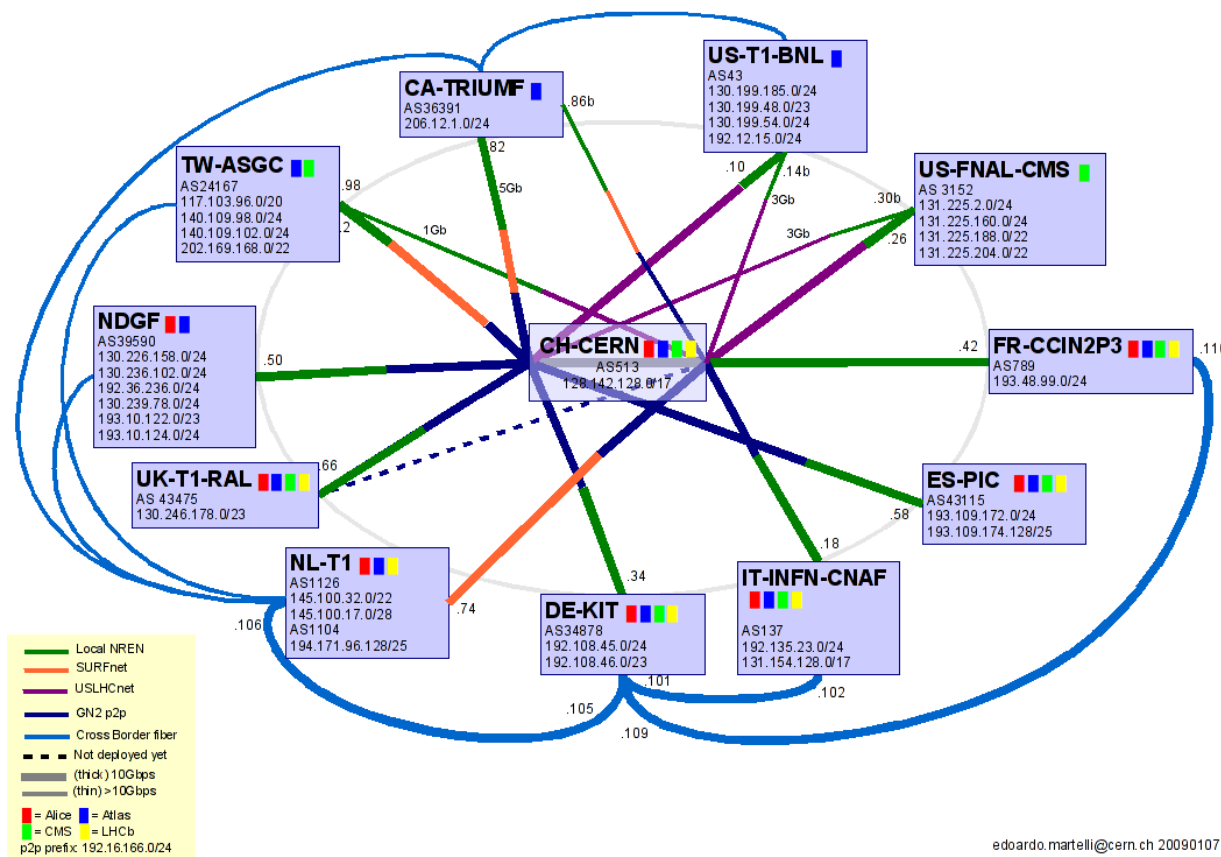 US-T1-BNL
AS43
130.199.185.0/24
130.199.48.0/23
130.199.54.0/24
192.12.15.0/24
CA-TRIUMF
AS36391
206.12.1.0/24
.86b
.82
.10
.14b
TW-ASGC
AS24167
117.103.96.0/20
140.109.98.0/24
140.109.102.0/24
202.169.168.0/22
.98
.2
5Gb
3Gb
1Gb
3Gb
.30b
.26
US-FNAL-CMS
AS 3152
131.225.2.0/24
131.225.160.0/24
131.225.188.0/22
131.225.204.0/22
NDGF
AS39590
130.226.158.0/24
130.236.102.0/24
192.36.236.0/24
130.239.78.0/24
193.10.122.0/23
193.10.124.0/24
.50
CH-CERN
AS513
128.142.128.0/17
.42
FR-CCIN2P3
AS789
193.48.99.0/24
UK-T1-RAL
AS 43475
130.246.178.0/23
.66
ES-PIC
AS43115
193.109.172.0/24
193.109.174.128/25
.58
NL-T1
AS1126
145.100.32.0/22
145.100.17.0/28
AS1104
194.171.96.128/25
.74
.106
.34
DE-KIT
AS34878
192.108.45.0/24
192.108.46.0/23
.18
IT-INFN-CNAF
AS137
192.135.23.0/24
131.154.128.0/17
.101
.102
.105
.109
Local NREN
SURFnet
USLHCnet
GN2 p2p
Cross Border fiber
Not deployed yet
(thick) 10Gbps
(thin) >10Gbps
= Alice = Atlas
= CMS = LHCb
p2p prefix: 192.16.166.0/24
edoardo.martelli@cern.ch 20090107